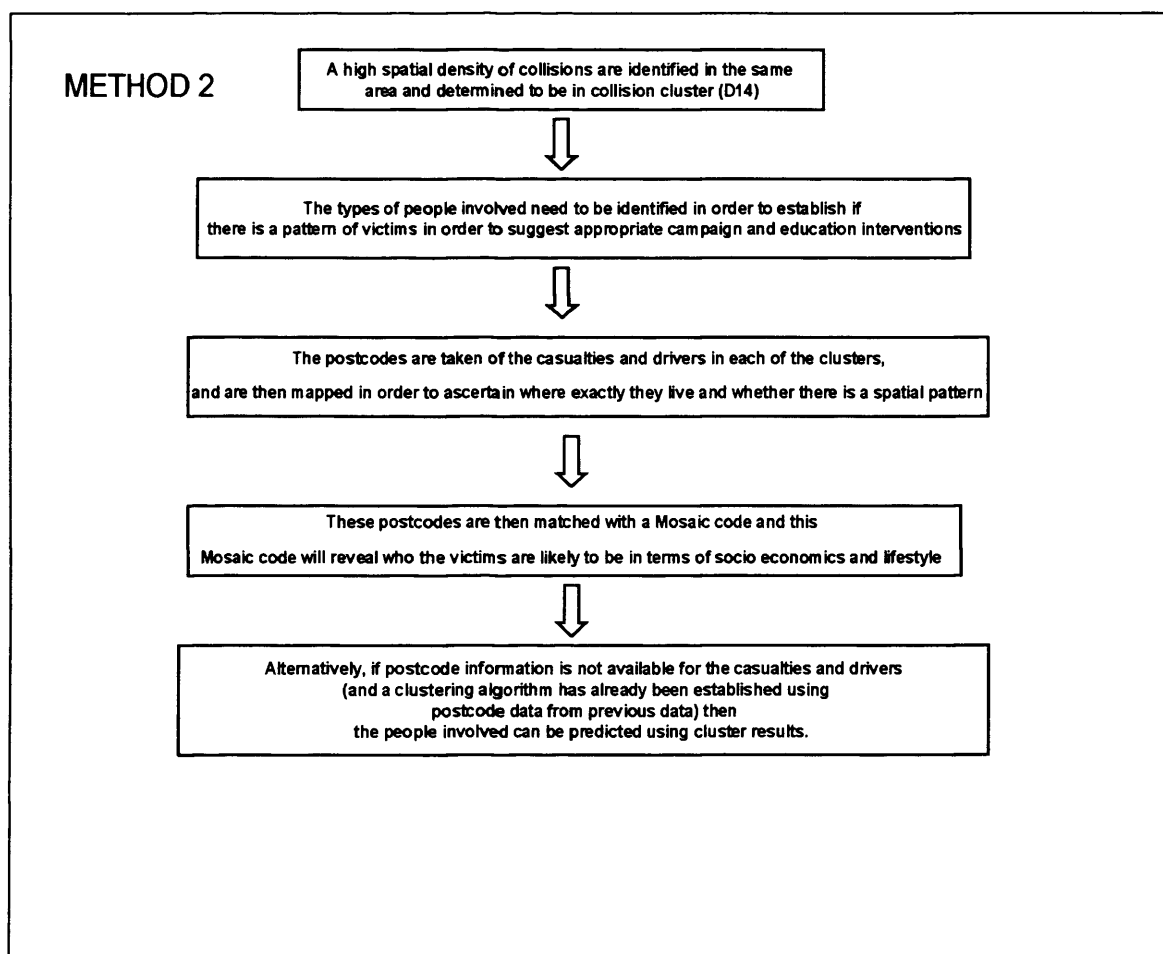 METHOD 2
A high spatial density of collisions are identified in the same
area and determined to be in collision cluster (D14)
The types of people involved need to be identified in order to establish if
there is a pattern of victims in order to suggest appropriate campaign and education interventions
The postcodes are taken of the casualties and drivers in each of the clusters,
and are then mapped in order to ascertain where exactly they live and whether there is a spatial pattern
These postcodes are then matched with a Mosaic code and this
Mosaic code will reveal who the victims are likely to be in terms of socio economics and lifestyle
Alternatively, if postcode information is not available for the casualties and drivers
(and a clustering algorithm has already been established using
postcode data from previous data) then
the people involved can be predicted using cluster results.